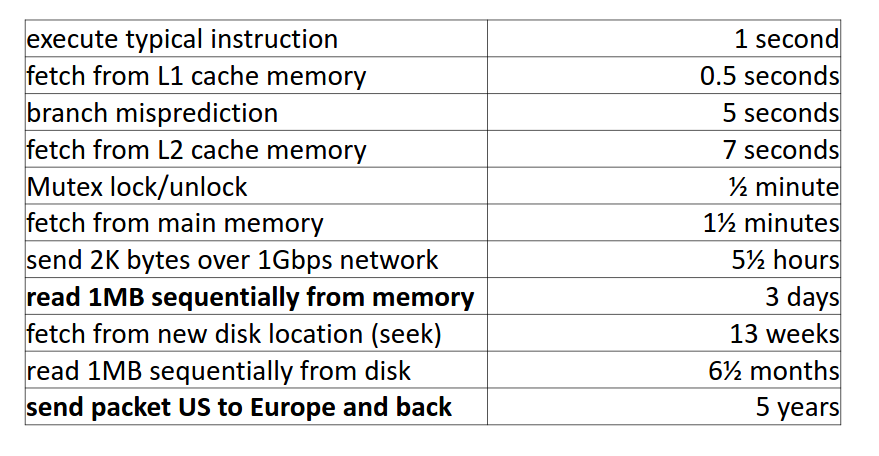 execute typical instruction 1 second
fetch from L1 cache memory 0.5 seconds
branch misprediction 5 seconds
fetch from L2 cache memory 7 seconds
Mutex lock/unlock ½ minute
fetch from main memory 1½ minutes
send 2K bytes over 1Gbps network 5½ hours
read 1MB sequentially from memory 3 days
fetch from new disk location (seek) 13 weeks
read 1MB sequentially from disk 6½ months
send packet US to Europe and back 5 years